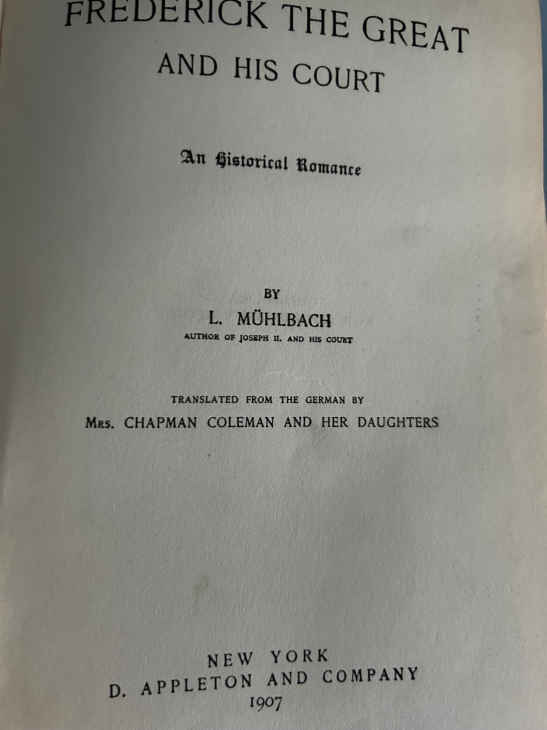 FREDERICK THE GREAT
AND HIS COURT
An Historical Romance
BY
L. MÜHLBACH
AUTHOR OF JOSEPH II. AND HIS COURT
TRANSLATED FROM THE GERMAN BY
MRS. CHAPMAN COLEMAN AND HER DAUGHTERS
NEW YORK
D. APPLETON AND COMPANY
1907